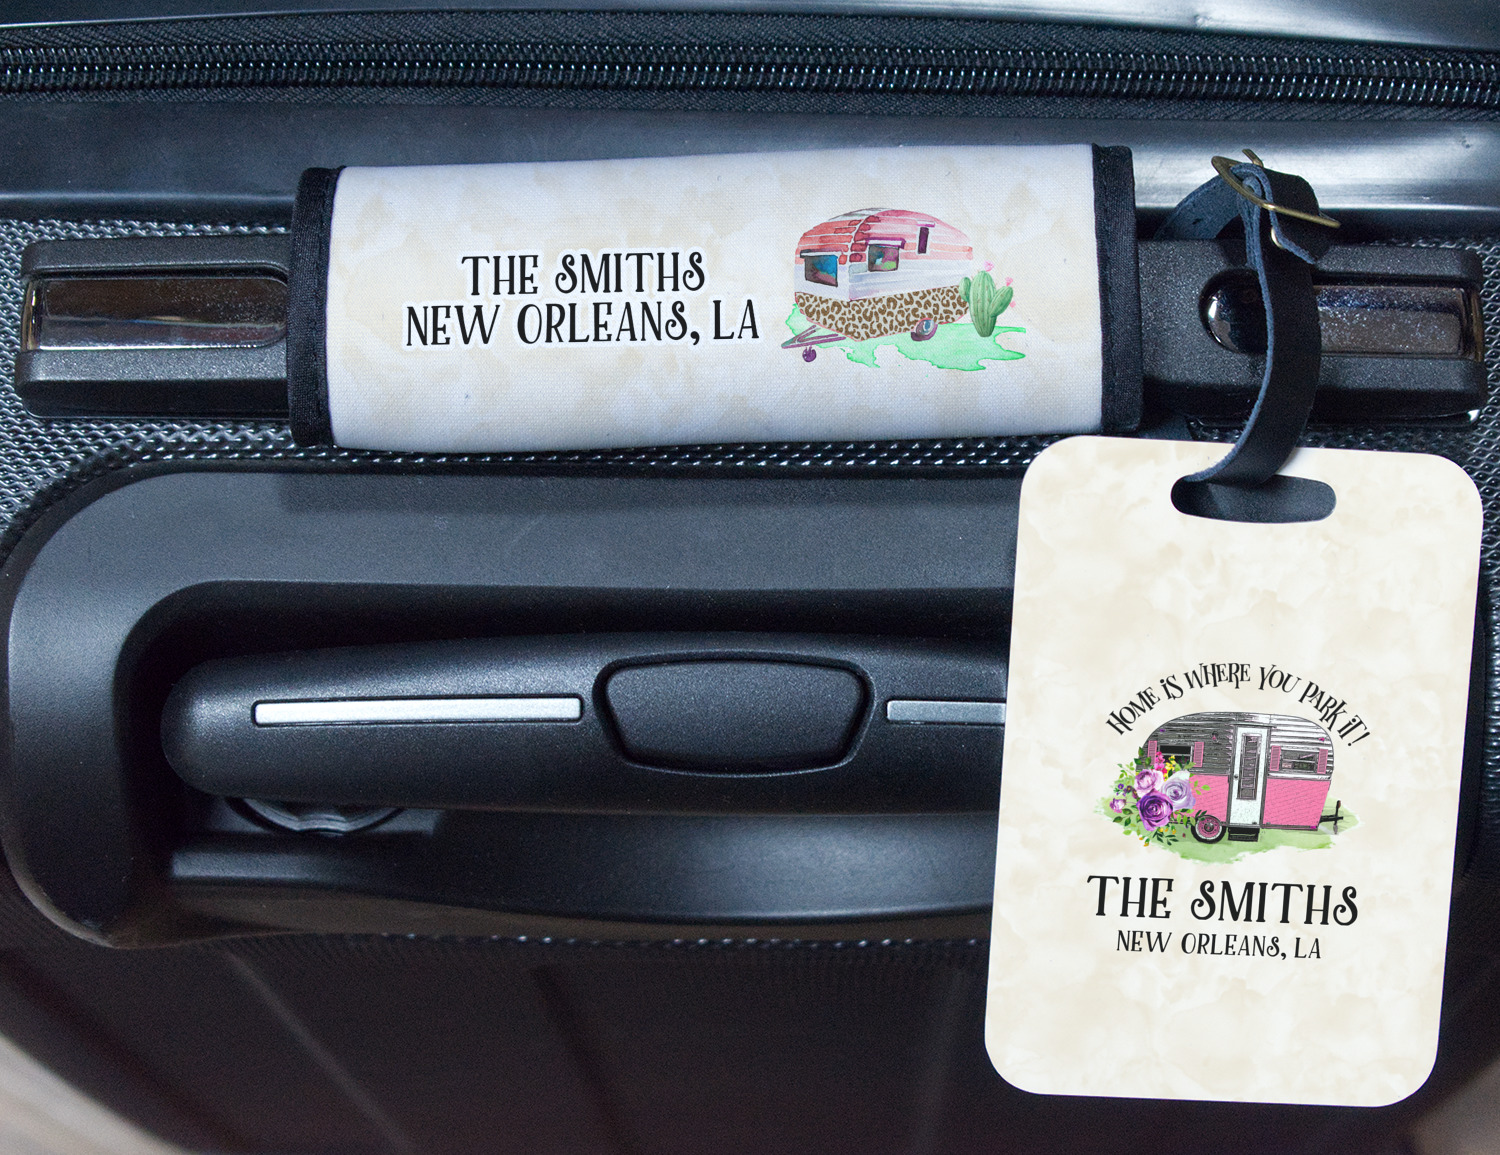 THE SMITHS
NEW ORLEANS, LA
HOME IS WHERE YOU PARK IT!
THE SMITHS
NEW ORLEANS, LA